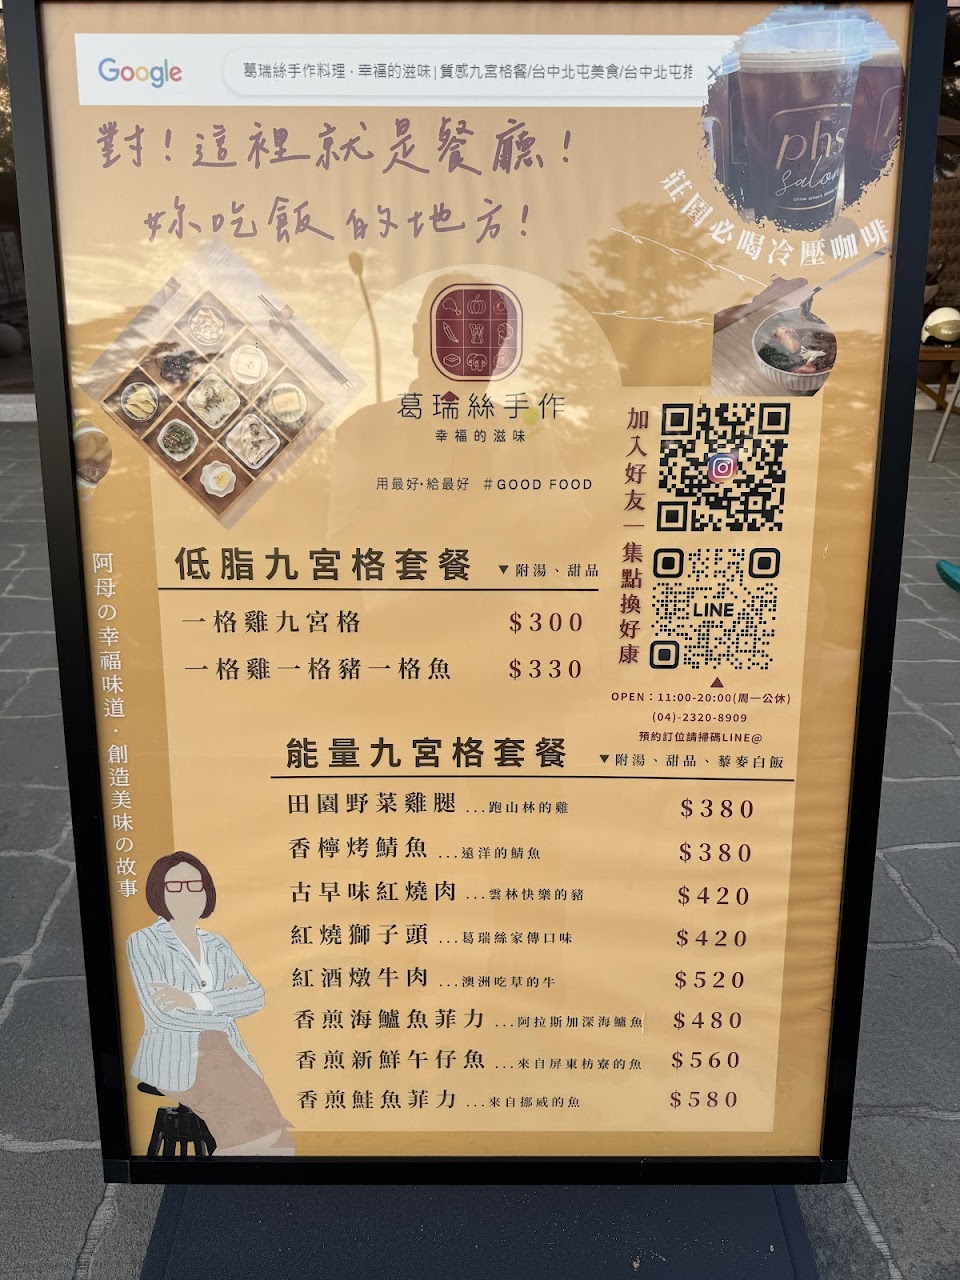 Google
葛瑞絲手作料理·幸福的滋味|質感九宮格餐/台中北屯美食/台中北屯
對!這裡就是餐廳!
妳吃飯的地方!
phs
salon
莊園必喝冷壓咖啡
葛瑞絲手作
幸福的滋味
用最好·給最好 #GOOD FOOD
加入好友|集點換好康
LINE
OPEN:11:00-20:00(周一公休)
(04)-2320-8909
預約訂位請掃碼LINE@
阿母の幸福味道·創造美味の故事
低脂九宮格套餐 ▼附湯、甜品
一格雞九宮格 $300
一格雞一格豬一格魚 $330
能量九宮格套餐 ▼附湯、甜品、藜麥白飯
田園野菜雞腿...跑山林的雞 $380
香檸烤鯖魚...遠洋的鯖魚 $380
古早味紅燒肉...雲林快樂的豬 $420
紅燒獅子頭...葛瑞絲家傳口味 $420
紅酒燉牛肉...澳洲吃草的牛 $520
香煎海鱸魚菲力...阿拉斯加深海鱸魚 $480
香煎新鮮午仔魚...來自屏東枋寮的魚 $560
香煎鮭魚菲力...來自挪威的魚 $580